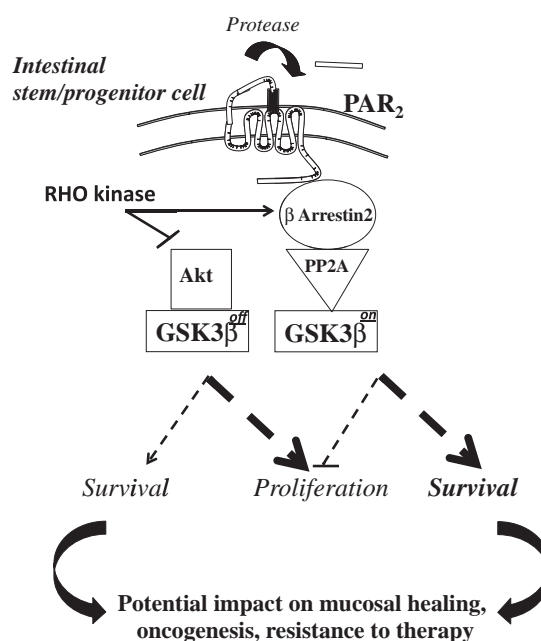 Protease
Intestinal
stem/progenitor cell
PAR2
RHO kinase
β Arrestin2
Akt
PP2A
GSK3β off
GSK3β on
Survival
Proliferation
Survival
Potential impact on mucosal healing,
oncogenesis, resistance to therapy